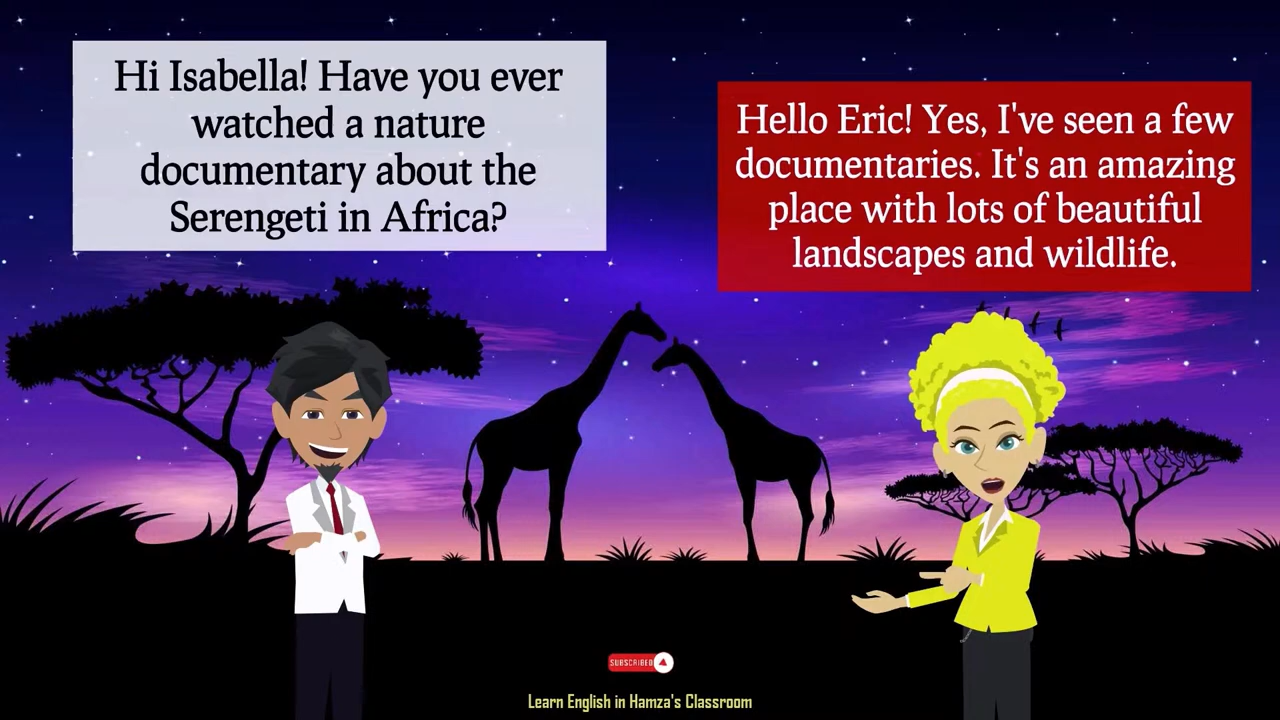 Hi Isabella! Have you ever
watched a nature
documentary about the
Serengeti in Africa?
Hello Eric! Yes, I've seen a few
documentaries. It's an amazing
place with lots of beautiful
landscapes and wildlife.
SUBSCRIBED
Learn English in Hamza's Classroom